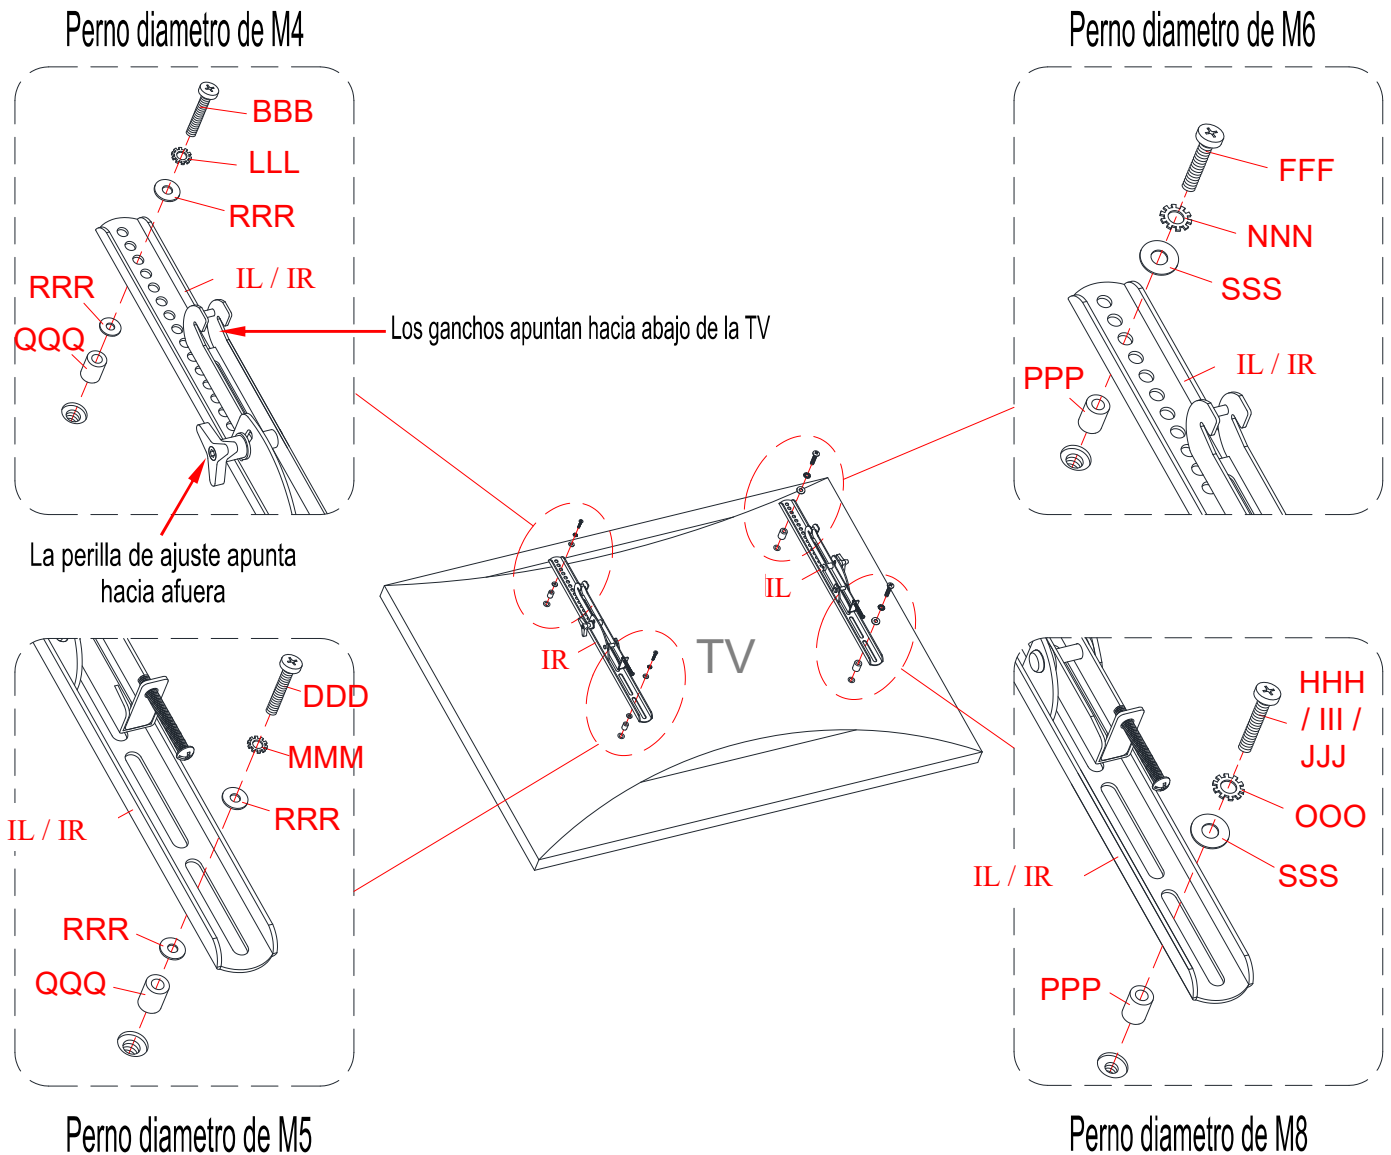 Perno diametro de M4
BBB
LLL
RRR
IL / IR
RRR
QQQ
Los ganchos apuntan hacia abajo de la TV
La perilla de ajuste apunta
hacia afuera
Perno diametro de M6
FFF
NNN
SSS
IL / IR
PPP
IL
IR
TV
DDD
MMM
RRR
IL / IR
RRR
QQQ
Perno diametro de M5
HHH
/ III /
JJJ
OOO
SSS
IL / IR
PPP
Perno diametro de M8